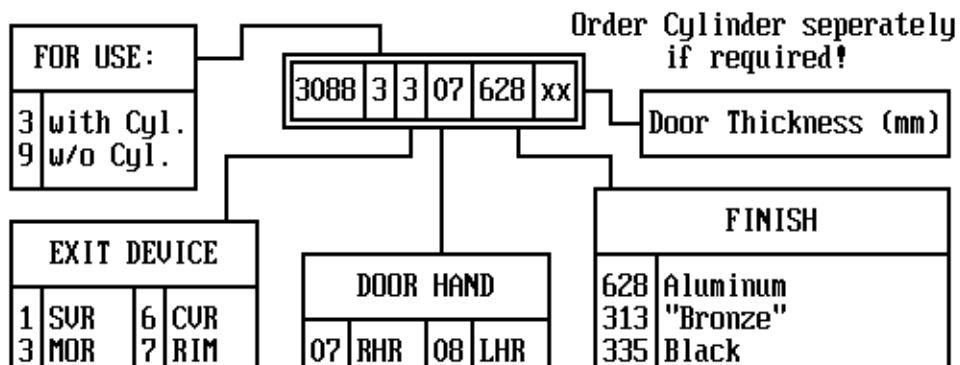 Order Cylinder seperately
if required!
FOR USE:
3 with Cyl.
9 w/o Cyl.
3088 3 3 07 628 xx
Door Thickness (mm)
EXIT DEVICE
1 SVR 6 CVR
3 MOR 7 RIM
DOOR HAND
07 RHR 08 LHR
FINISH
628 Aluminum
313 "Bronze"
335 Black